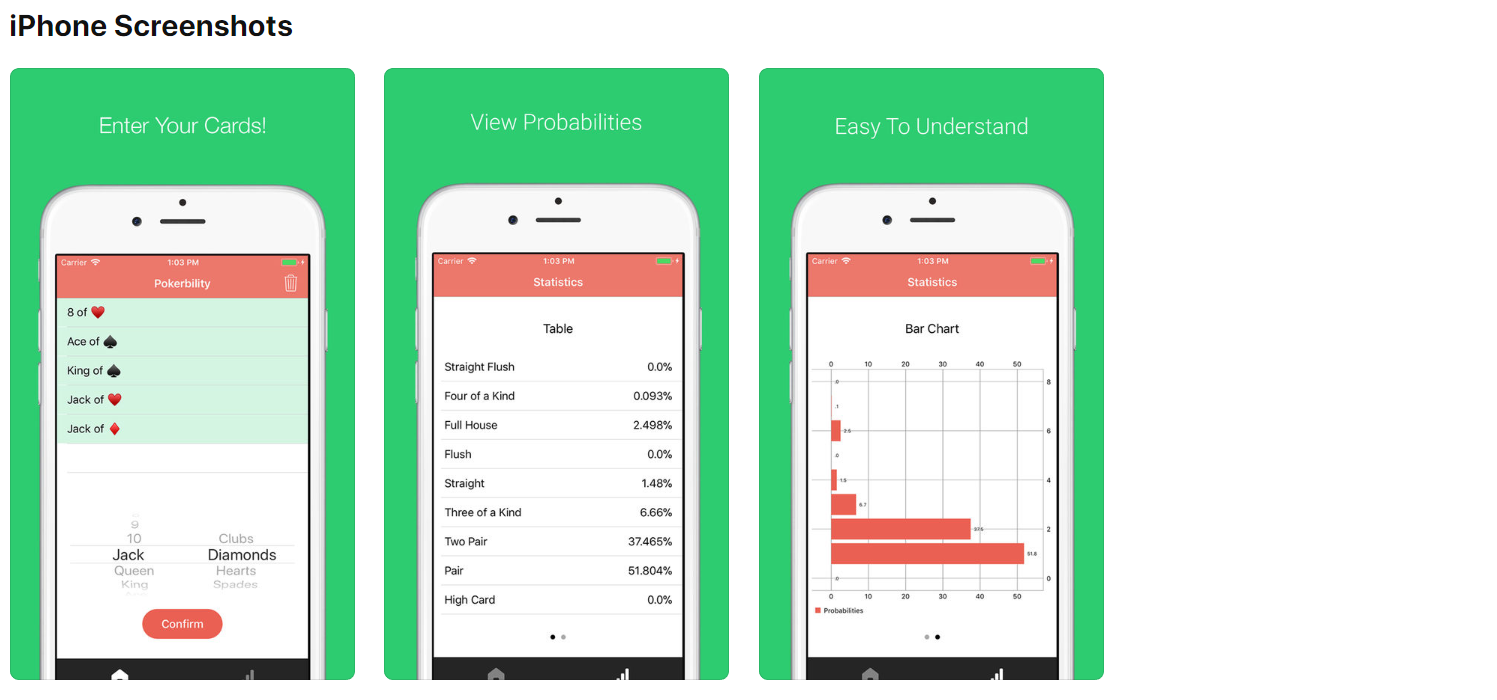 iPhone Screenshots
Enter Your Cards!
Carrier 1:03 PM
Pokerbility
8 of ♥
Ace of ♠
King of ♠
Jack of ♥
Jack of ♦
9
10 Clubs
Jack Diamonds
Queen Hearts
King Spades
Confirm
View Probabilities
Carrier 1:03 PM
Statistics
Table
Straight Flush 0.0%
Four of a Kind 0.093%
Full House 2.498%
Flush 0.0%
Straight 1.48%
Three of a Kind 6.66%
Two Pair 37.465%
Pair 51.804%
High Card 0.0%
Easy To Understand
Carrier 1:03 PM
Statistics
Bar Chart
0 10 20 30 40 50
.0 8
.1
2.5 6
.0
1.5 4
6.7
37.5 2
51.8
.0 0
0 10 20 30 40 50
Probabilities